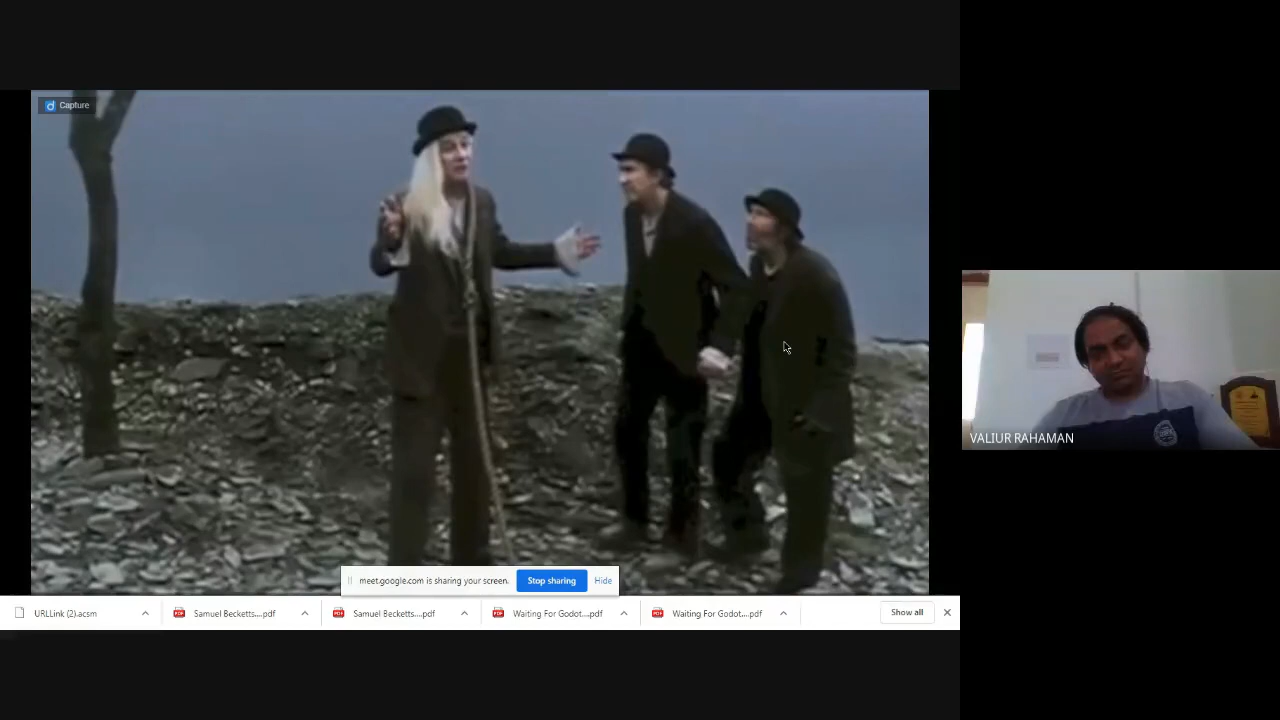 Capture
VALIUR RAHAMAN
meet.google.com is sharing your screen.
Stop sharing
Hide
URLLink (2).acsm
Samuel Becketts....pdf
Samuel Becketts....pdf
Waiting For Godot....pdf
Waiting For Godot....pdf
Show all